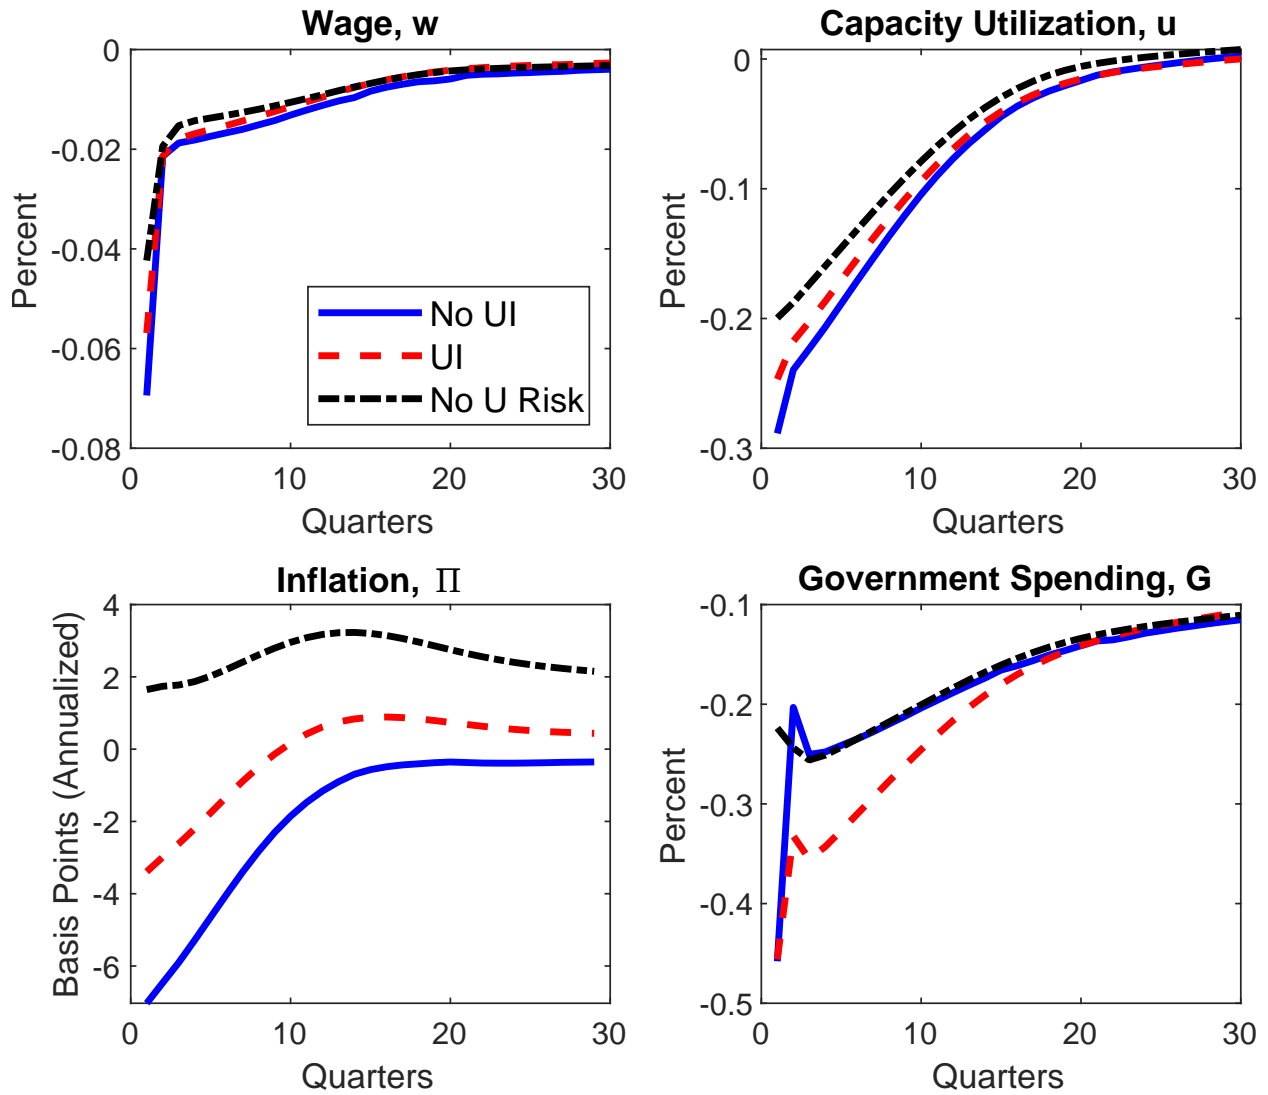 Wage, w
0
-0.02
-0.04
-0.06
-0.08
Percent
0
10
20
30
Quarters
No UI
UI
No U Risk
Capacity Utilization, u
0
-0.1
-0.2
-0.3
Percent
0
10
20
30
Quarters
Inflation, Π
4
2
0
-2
-4
-6
Basis Points (Annualized)
0
10
20
30
Quarters
Government Spending, G
-0.1
-0.2
-0.3
-0.4
-0.5
Percent
0
10
20
30
Quarters